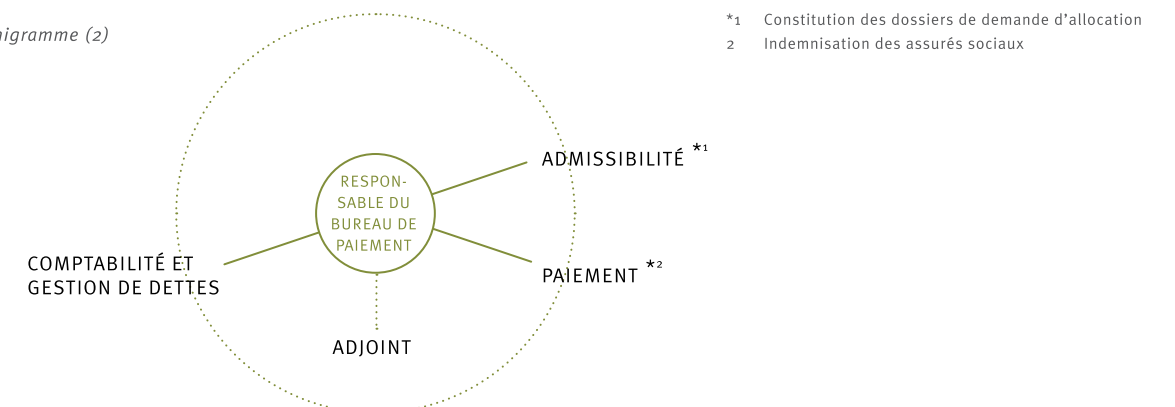 nigramme (2)
*1 Constitution des dossiers de demande d’allocation
2 Indemnisation des assurés sociaux
ADMISSIBILITÉ *1
RESPON-
SABLE DU
BUREAU DE
PAIEMENT
COMPTABILITÉ ET
GESTION DE DETTES
PAIEMENT *2
ADJOINT